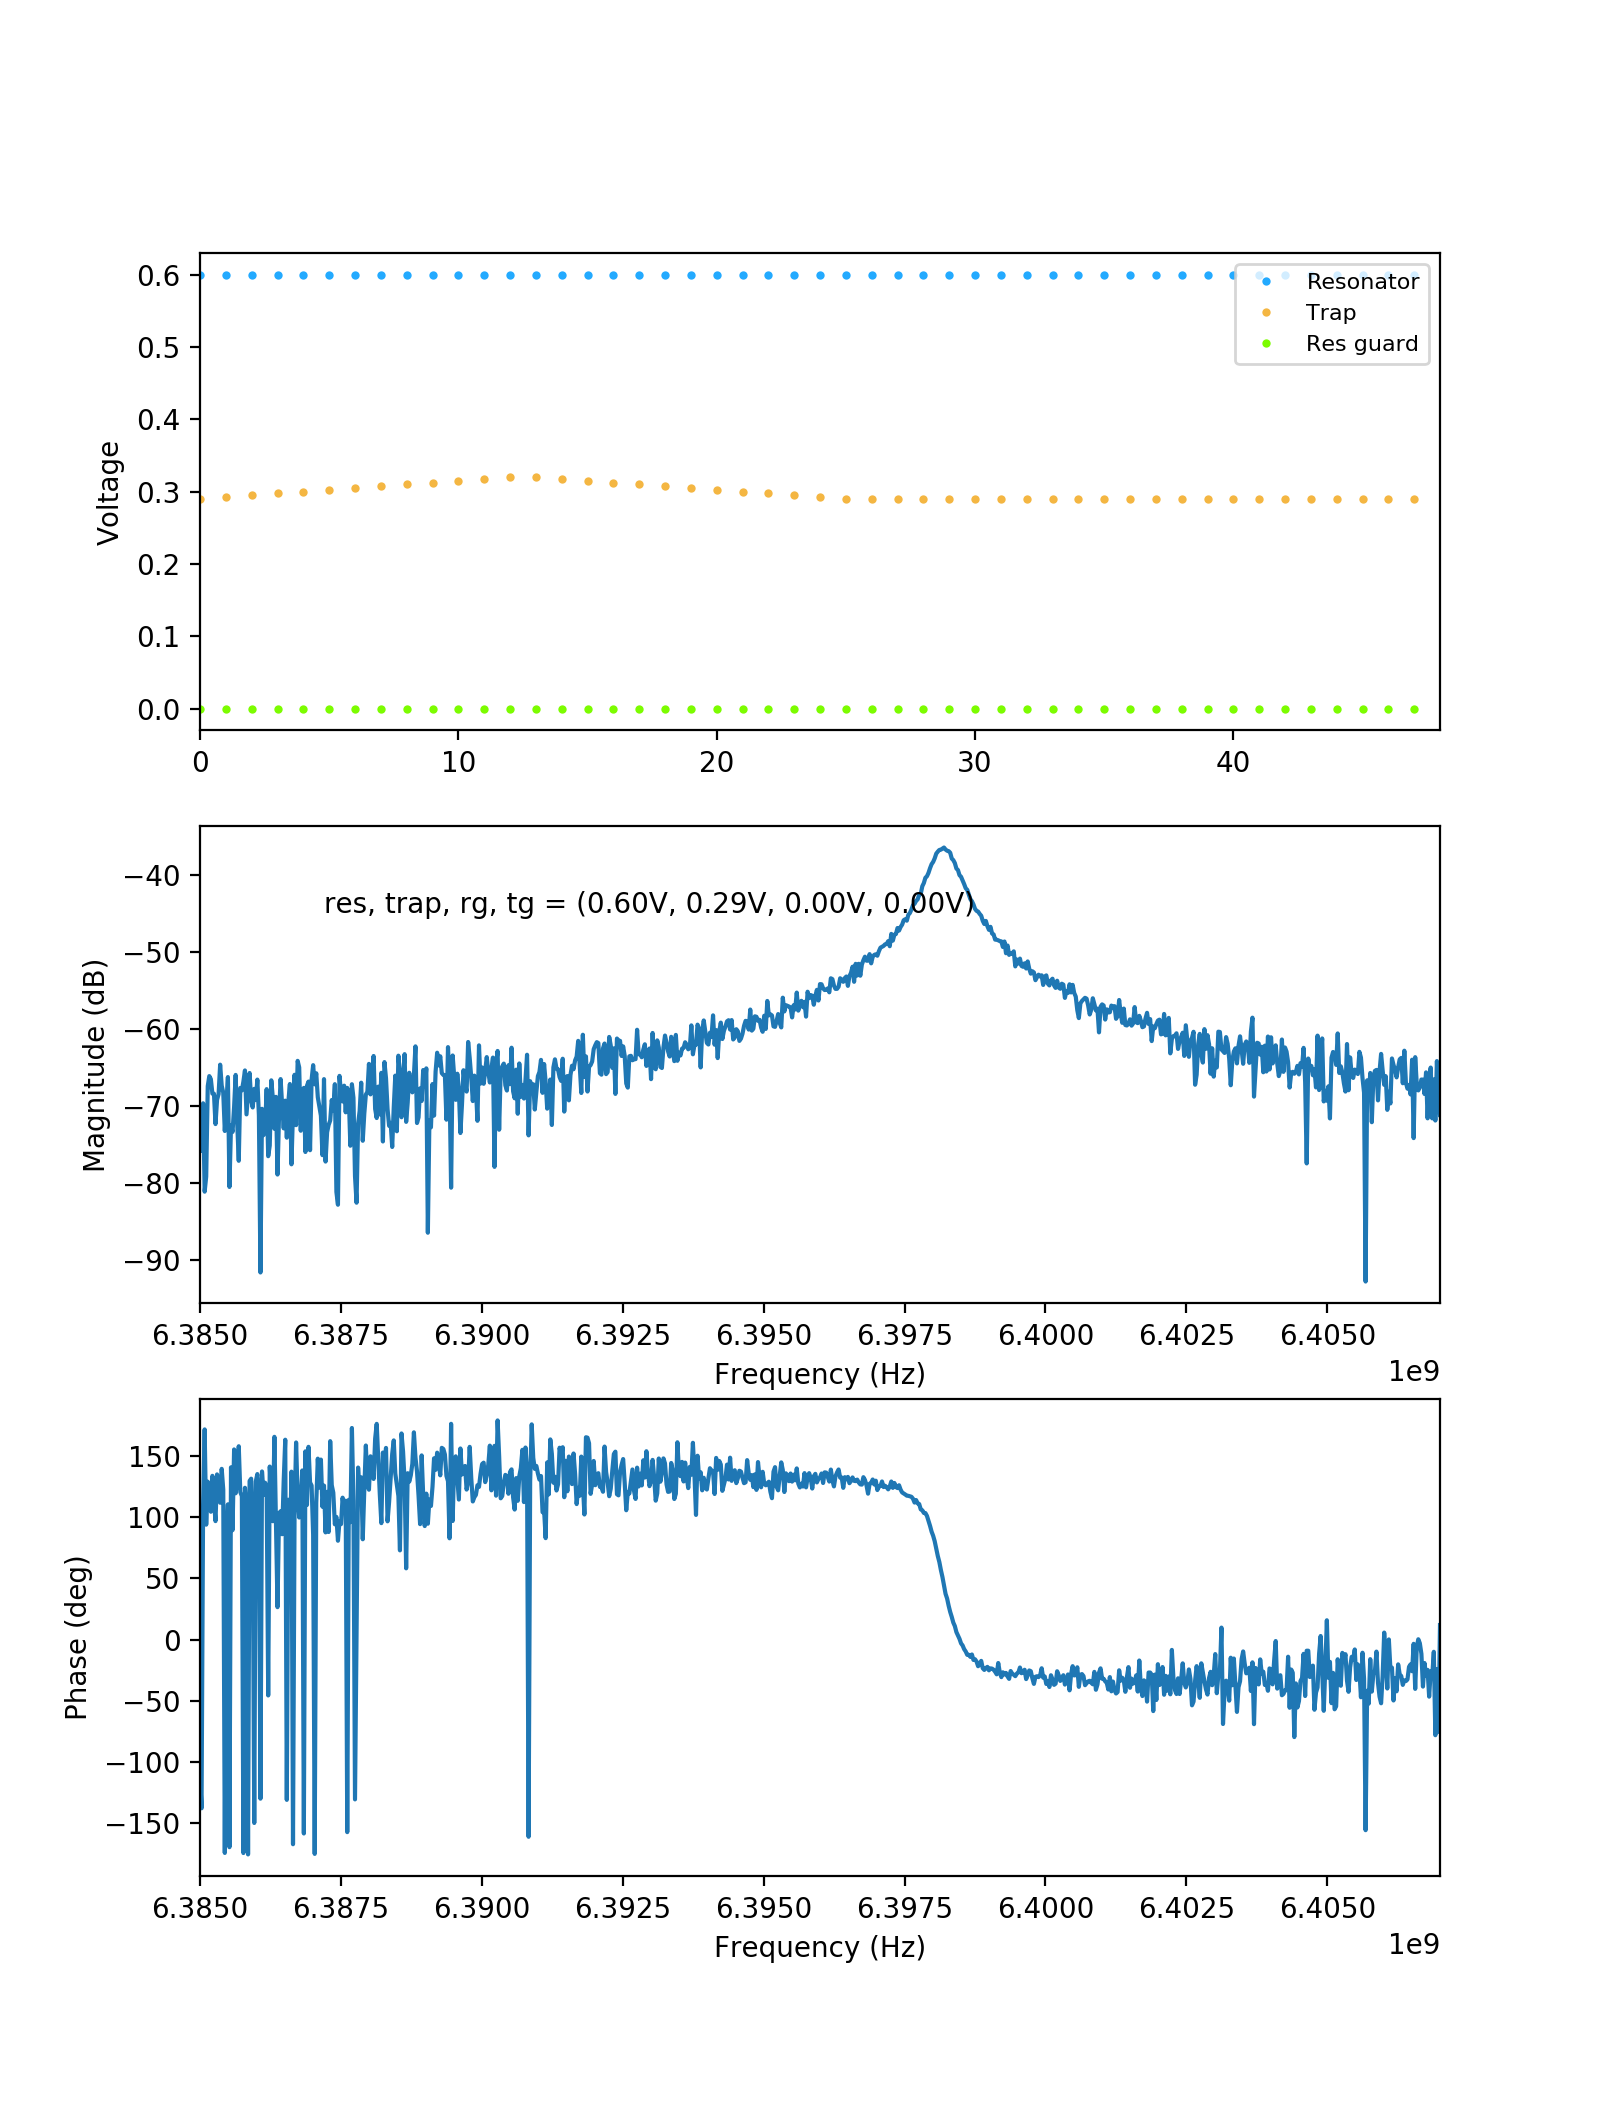 0.6
0.5
0.4
0.3
0.2
0.1
0.0
Voltage
Resonator
Trap
Res guard
0 10 20 30 40
−40
−50
−60
−70
−80
−90
Magnitude (dB)
res, trap, rg, tg = (0.60V, 0.29V, 0.00V, 0.00V)
6.3850 6.3875 6.3900 6.3925 6.3950 6.3975 6.4000 6.4025 6.4050
1e9
Frequency (Hz)
150
100
50
0
−50
−100
−150
Phase (deg)
6.3850 6.3875 6.3900 6.3925 6.3950 6.3975 6.4000 6.4025 6.4050
1e9
Frequency (Hz)